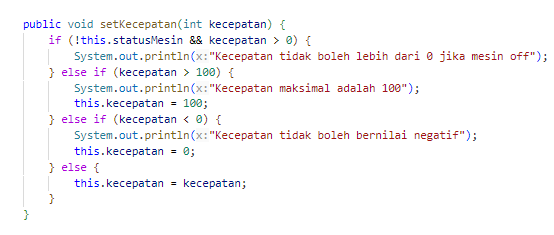 public void setKecepatan(int kecepatan) {
    if (!this.statusMesin && kecepatan > 0) {
        System.out.println(x:"Kecepatan tidak boleh lebih dari 0 jika mesin off");
    } else if (kecepatan > 100) {
        System.out.println(x:"Kecepatan maksimal adalah 100");
        this.kecepatan = 100;
    } else if (kecepatan < 0) {
        System.out.println(x:"Kecepatan tidak boleh bernilai negatif");
        this.kecepatan = 0;
    } else {
        this.kecepatan = kecepatan;
    }
}